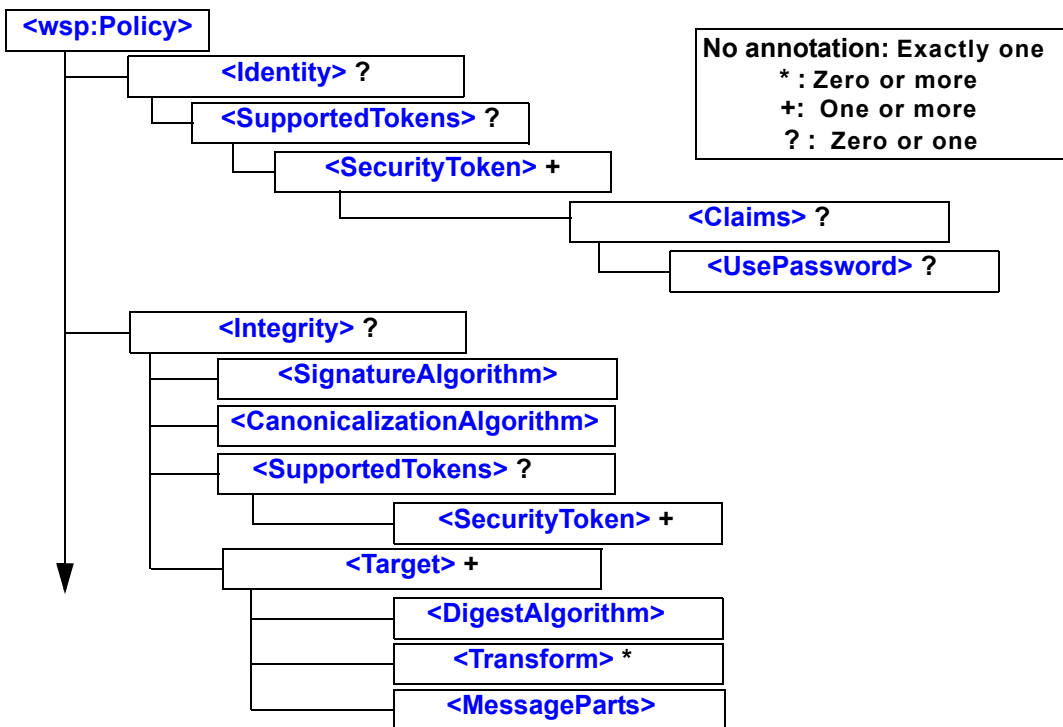 <wsp:Policy>
No annotation: Exactly one
* : Zero or more
+: One or more
? : Zero or one
<Identity> ?
<SupportedTokens> ?
<SecurityToken> +
<Claims> ?
<UsePassword> ?
<Integrity> ?
<SignatureAlgorithm>
<CanonicalizationAlgorithm>
<SupportedTokens> ?
<SecurityToken> +
<Target> +
<DigestAlgorithm>
<Transform> *
<MessageParts>